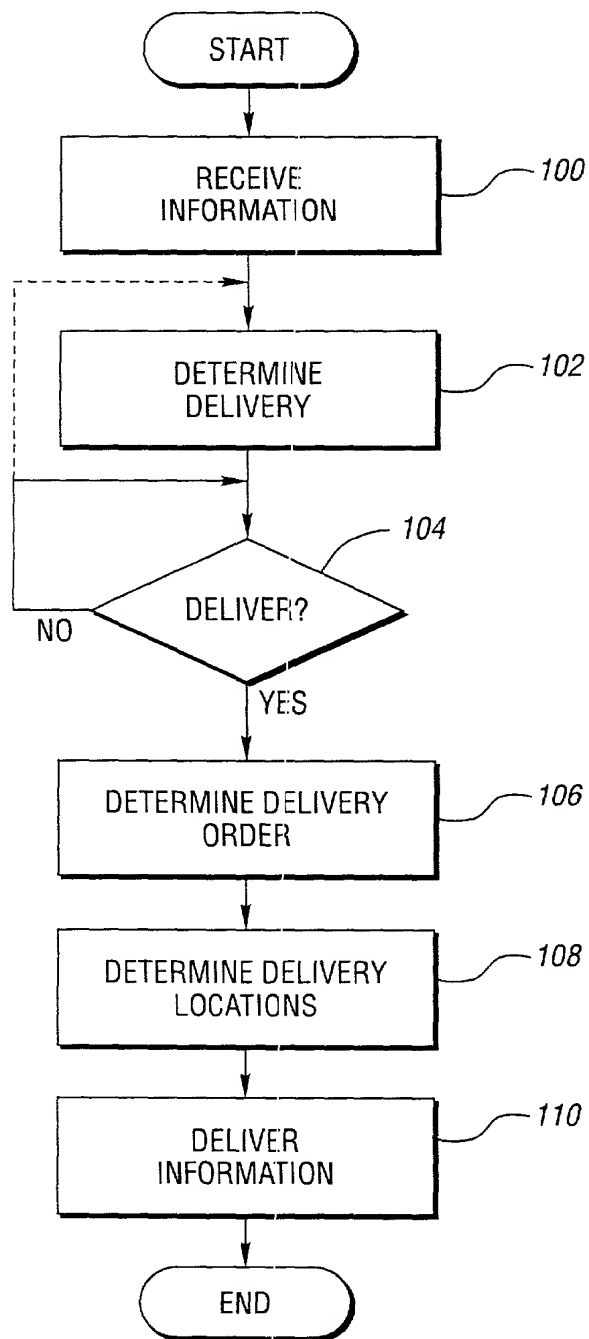 START
RECEIVE
INFORMATION
100
DETERMINE
DELIVERY
102
104
DELIVER?
NO
YES
DETERMINE DELIVERY
ORDER
106
DETERMINE DELIVERY
LOCATIONS
108
DELIVER
INFORMATION
110
END